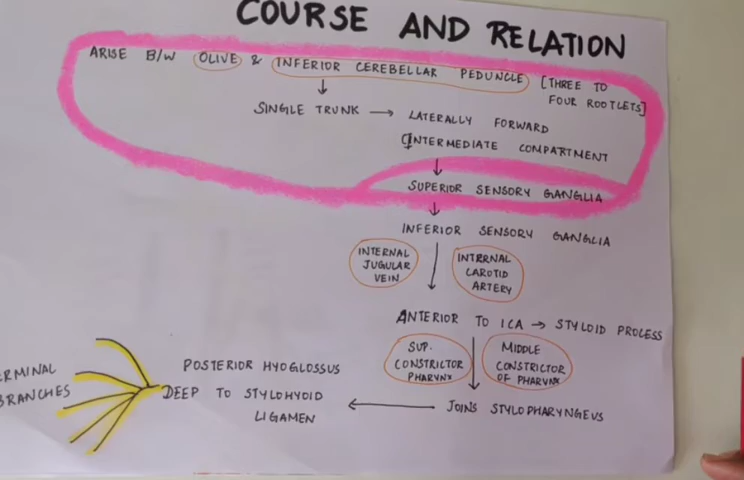 COURSE AND RELATION
ARISE B/W OLIVE & INFERIOR CEREBELLAR PEDUNCLE [THREE TO
FOUR ROOTLETS]
↓
SINGLE TRUNK → LATERALLY FORWARD
INTERMEDIATE COMPARTMENT
↓
SUPERIOR SENSORY GANGLIA
↓
INFERIOR SENSORY GANGLIA
INTERNAL
JUGULAR
VEIN
INTERNAL
CAROTID
ARTERY
↓
ANTERIOR TO ICA → STYLOID PROCESS
SUP.
CONSTRICTOR
PHARYNX
MIDDLE
CONSTRICTOR
OF PHARYNX
↓
JOINS STYLOPHARYNGEUS
←
POSTERIOR HYOGLOSSUS
DEEP TO STYLOHYOID
LIGAMEN
ERMINAL
BRANCHES